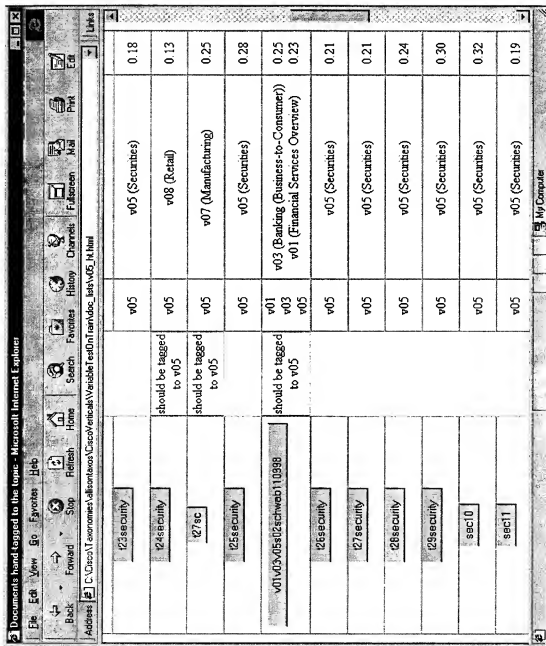 Documents hand-tagged to the topic - Microsoft Internet Explorer
File Edit View Go Favorites Help
Back Forward Stop Refresh Home Search Favorites History Channels Fullscreen Mail Print Edit
Address C:\Cisco\Taxonomies\allisontaxos\CiscoVerticals\VariableTestOnTrain\doc_lists\v05_ht.html Links
t23security v05 v05 (Securities) 0.18
t24security should be tagged to v05 v05 v08 (Retail) 0.13
t27sc should be tagged to v05 v05 v07 (Manufacturing) 0.25
t25security v05 v05 (Securities) 0.28
v01v03v05s02schweb110998 should be tagged to v05 v01 v03 v05 v03 (Banking (Business-to-Consumer)) 0.25
v01 (Financial Services Overview) 0.23
t26security v05 v05 (Securities) 0.21
t27security v05 v05 (Securities) 0.21
t28security v05 v05 (Securities) 0.24
t29security v05 v05 (Securities) 0.30
sec10 v05 v05 (Securities) 0.32
sec11 v05 v05 (Securities) 0.19
My Computer